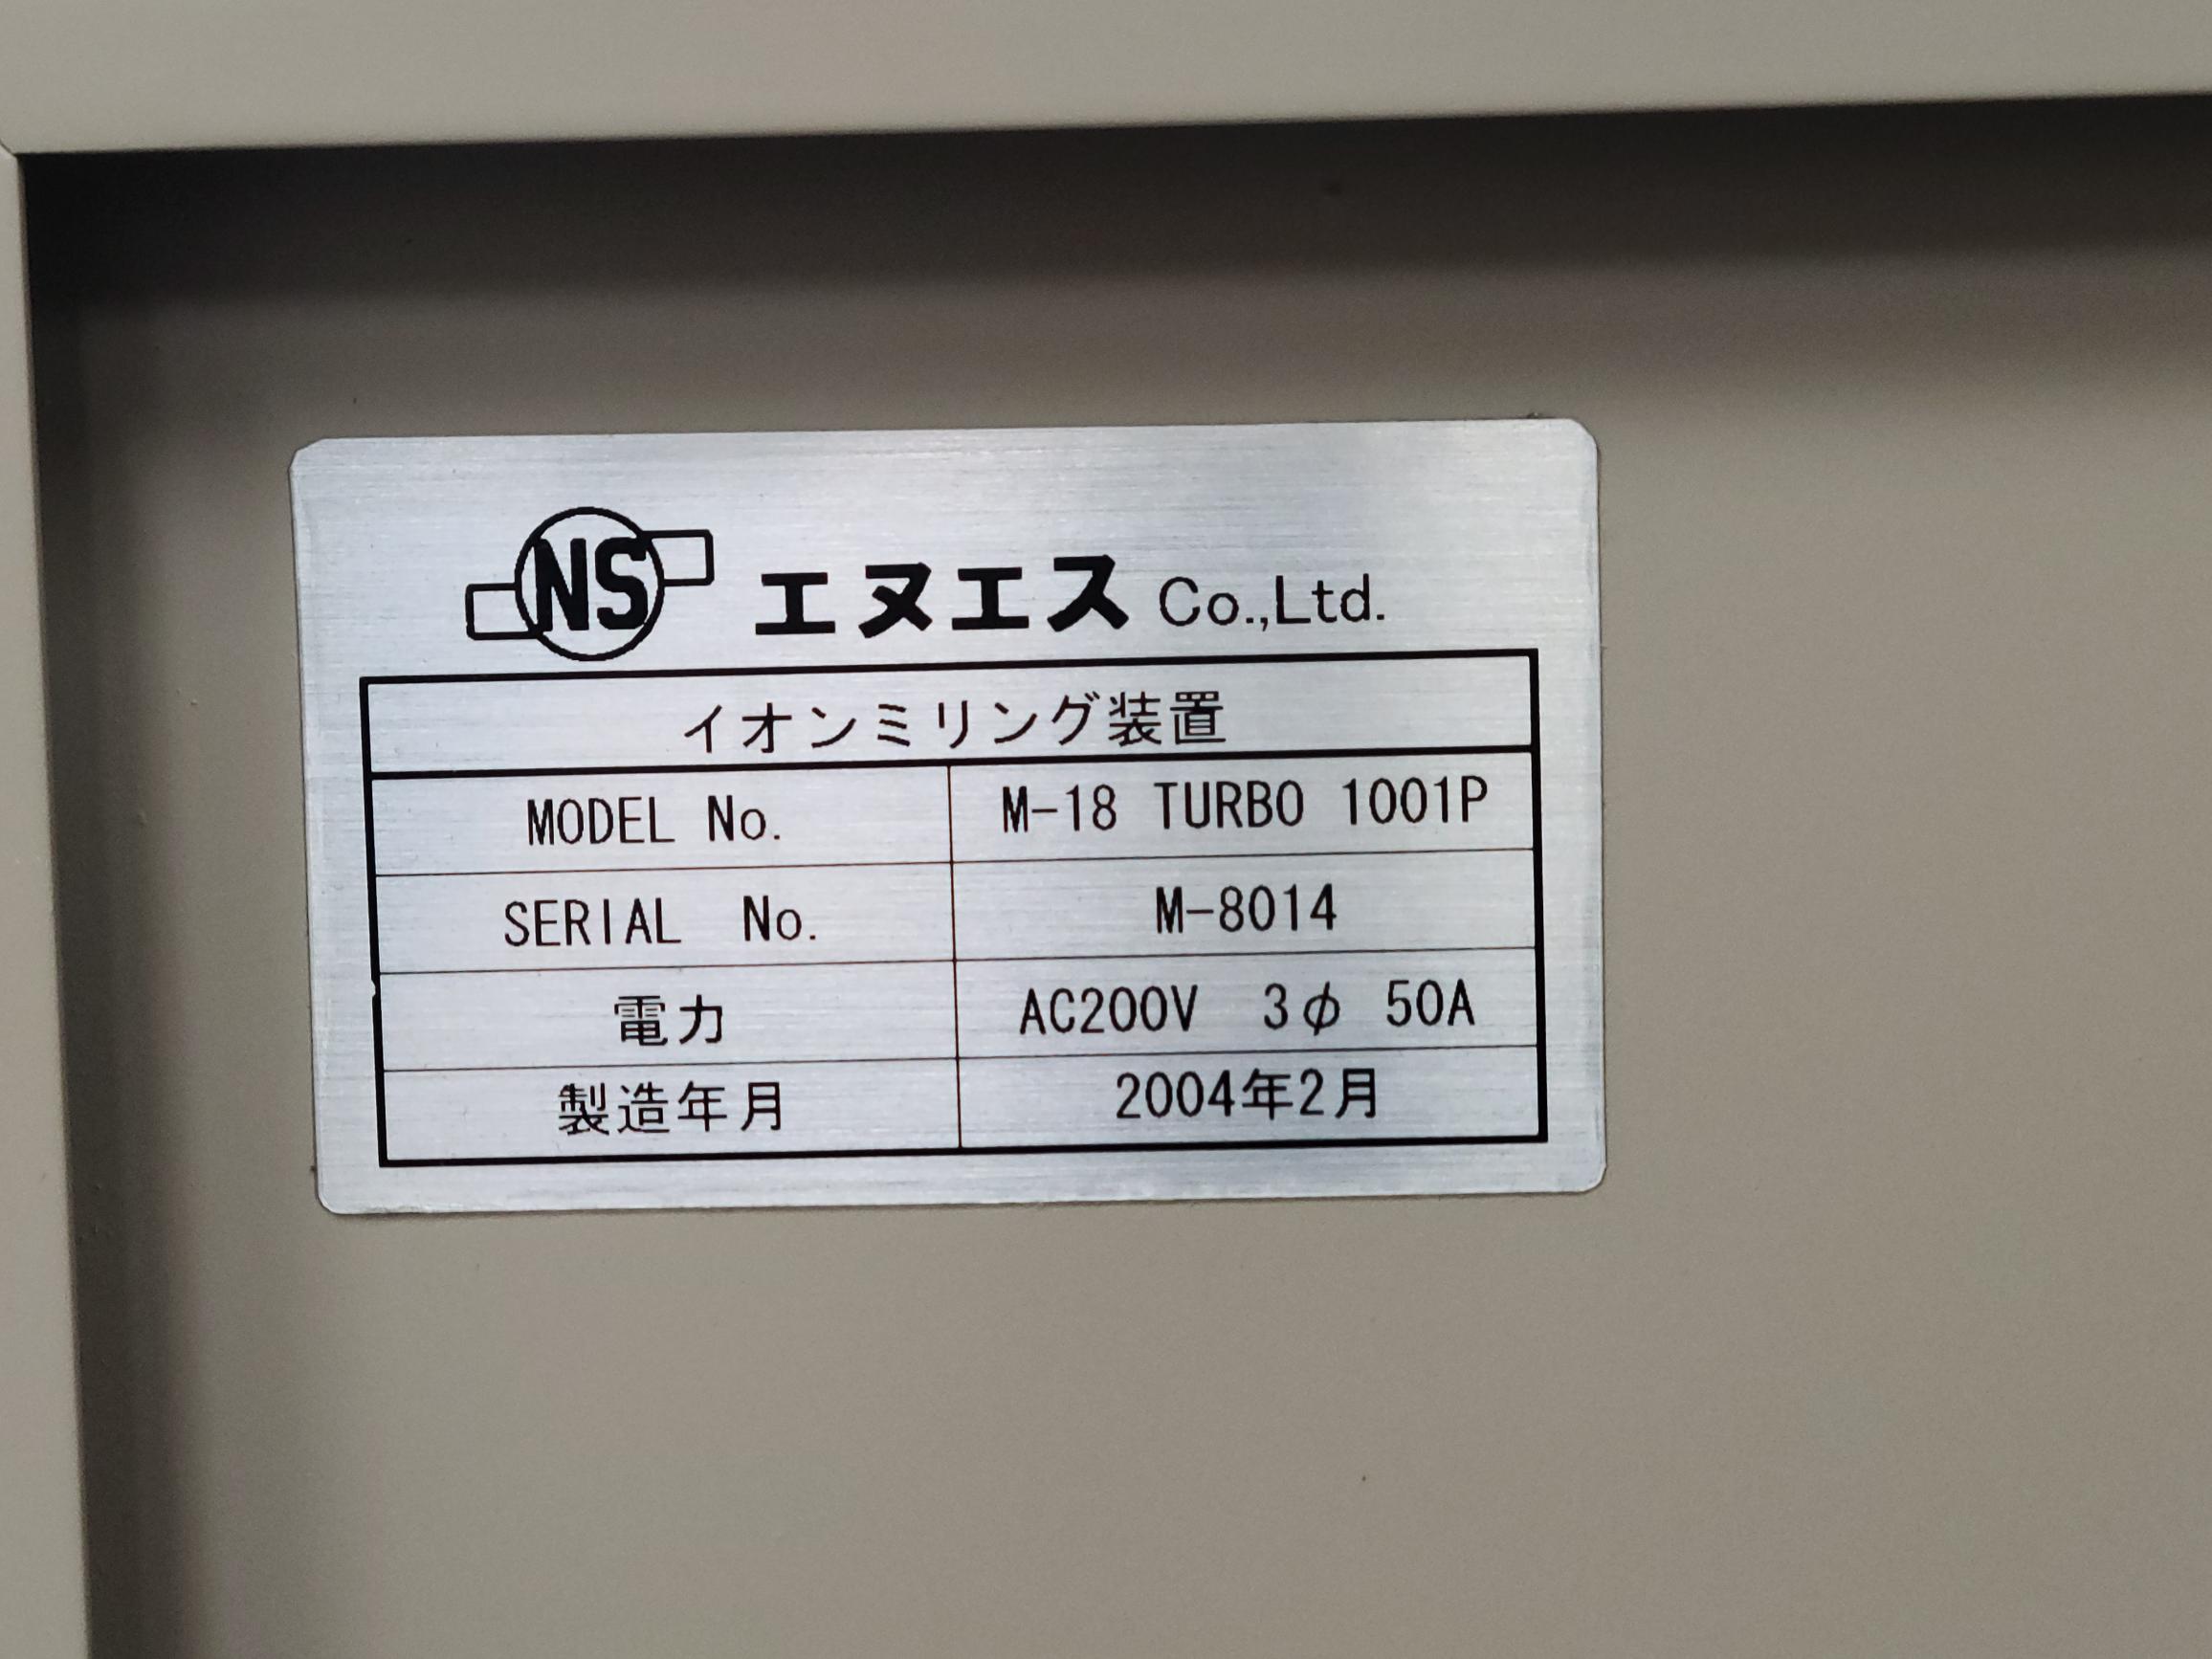 NS エヌエス Co.,Ltd.
イオンミリング装置
MODEL No. M-18 TURBO 1001P
SERIAL No. M-8014
電力 AC200V 3φ 50A
製造年月 2004年2月